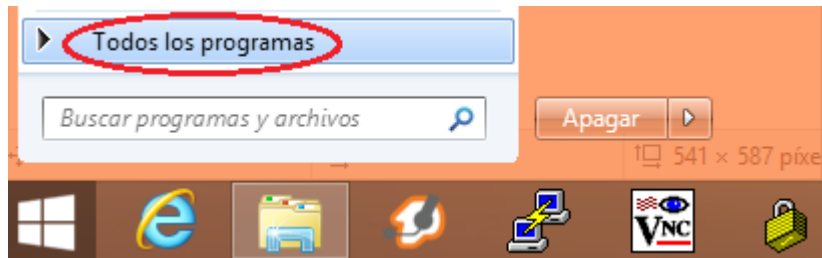 Todos los programas
Buscar programas y archivos
Apagar
541 × 587 píxe
VNC